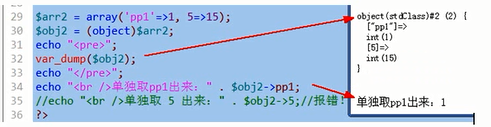 29 $arr2 = array('pp1'=>1, 5=>15);
30 $obj2 = (object)$arr2;
31 echo "<pre>";
32 var_dump($obj2);
33 echo "</pre>";
34 echo "<br />单独取pp1出来：" . $obj2->pp1;
35 //echo "<br />单独取 5 出来：" . $obj2->5;//报错！
36 ?>
object(stdClass)#2 (2) {
["pp1"]=>
int(1)
[5]=>
int(15)
}
单独取pp1出来：1